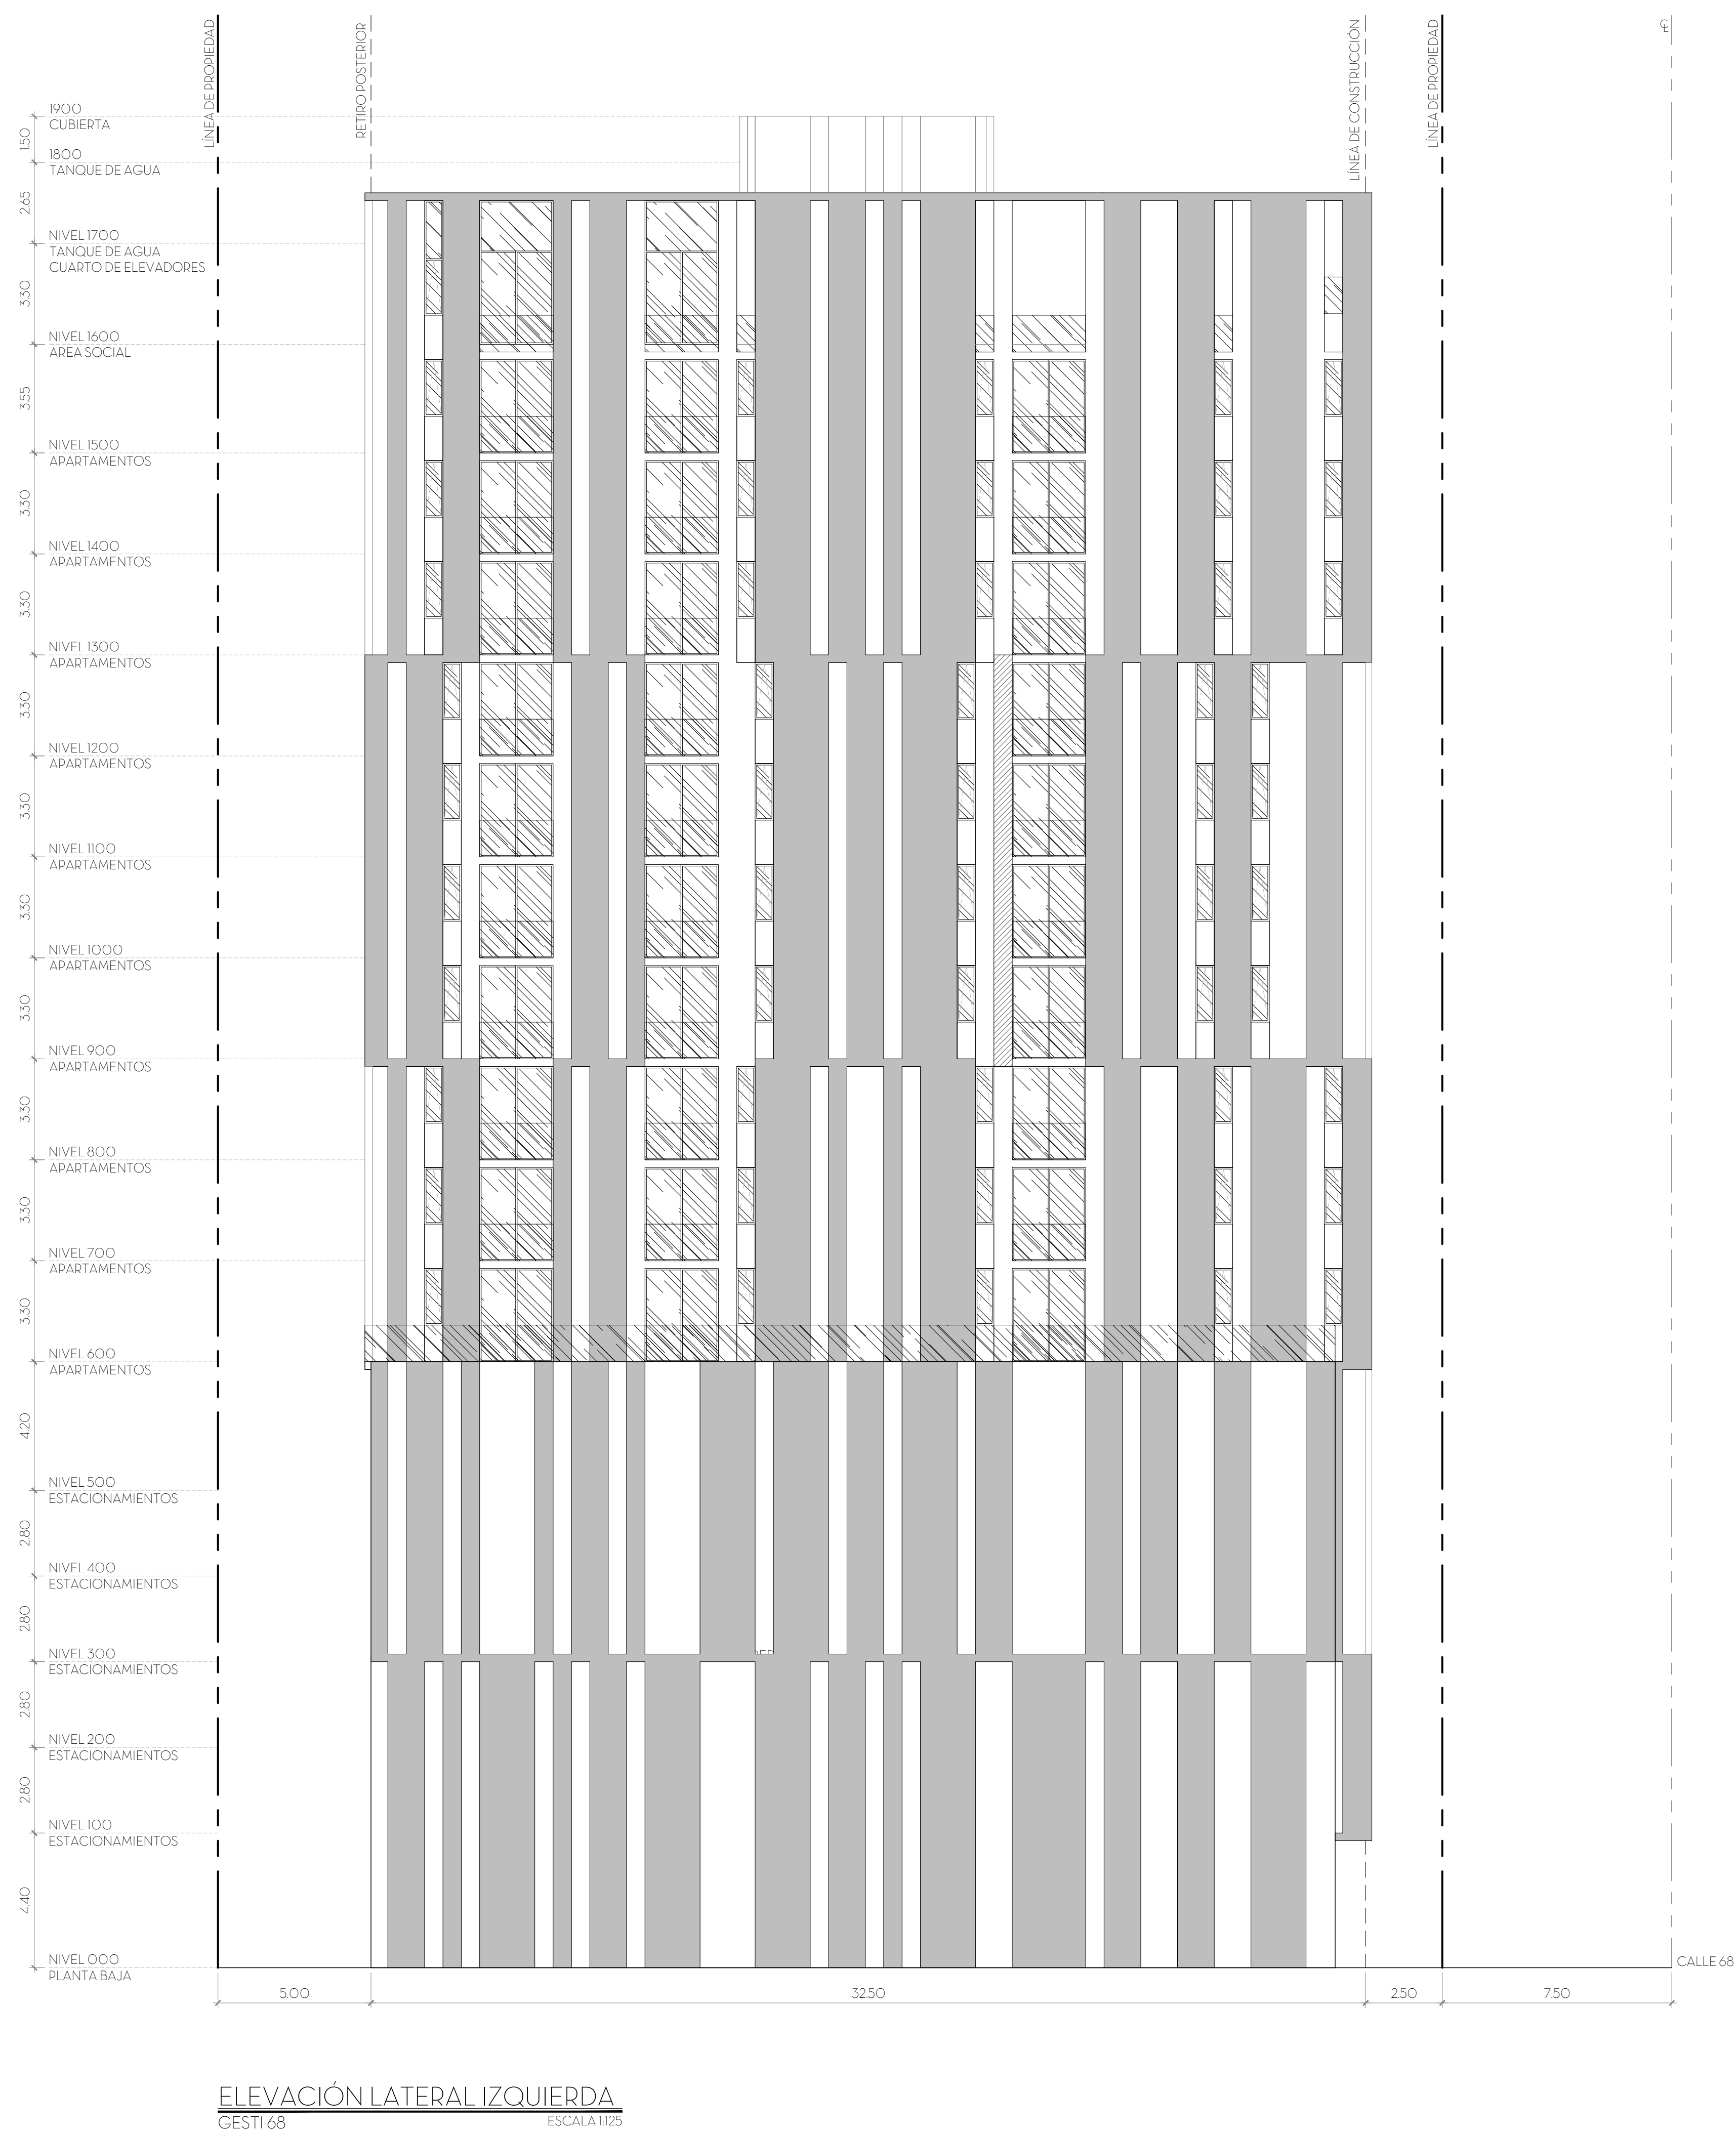 LÍNEA DE PROPIEDAD
RETIRO POSTERIOR
LÍNEA DE CONSTRUCCIÓN
LÍNEA DE PROPIEDAD
1900
CUBIERTA
1.50
1800
TANQUE DE AGUA
2.65
NIVEL 1700
TANQUE DE AGUA
CUARTO DE ELEVADORES
3.30
NIVEL 1600
AREA SOCIAL
3.55
NIVEL 1500
APARTAMENTOS
3.30
NIVEL 1400
APARTAMENTOS
3.30
NIVEL 1300
APARTAMENTOS
3.30
NIVEL 1200
APARTAMENTOS
3.30
NIVEL 1100
APARTAMENTOS
3.30
NIVEL 1000
APARTAMENTOS
3.30
NIVEL 900
APARTAMENTOS
3.30
NIVEL 800
APARTAMENTOS
3.30
NIVEL 700
APARTAMENTOS
3.30
NIVEL 600
APARTAMENTOS
4.20
NIVEL 500
ESTACIONAMIENTOS
2.80
NIVEL 400
ESTACIONAMIENTOS
2.80
NIVEL 300
ESTACIONAMIENTOS
2.80
NIVEL 200
ESTACIONAMIENTOS
2.80
NIVEL 100
ESTACIONAMIENTOS
4.40
NIVEL 000
PLANTA BAJA
CALLE 68
5.00
32.50
2.50
7.50
ELEVACIÓN LATERAL IZQUIERDA
GESTI 68
ESCALA 1:125